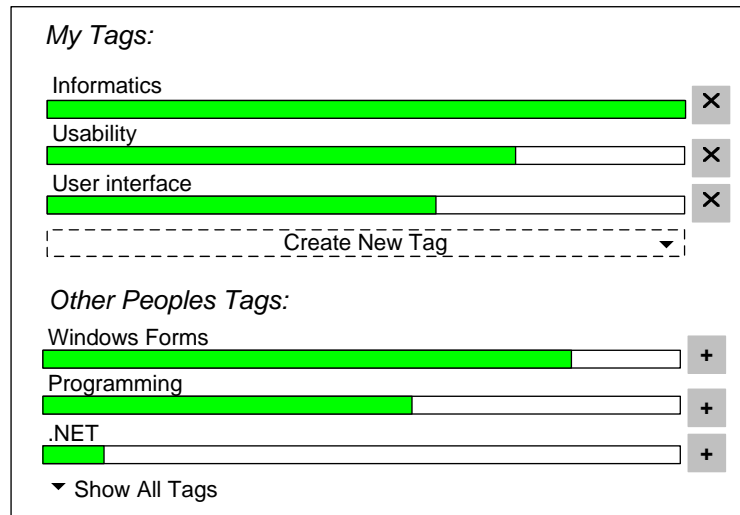 My Tags:
Informatics
Usability
User interface
Create New Tag
Other Peoples Tags:
Windows Forms
+
Programming
+
.NET
+
Show All Tags